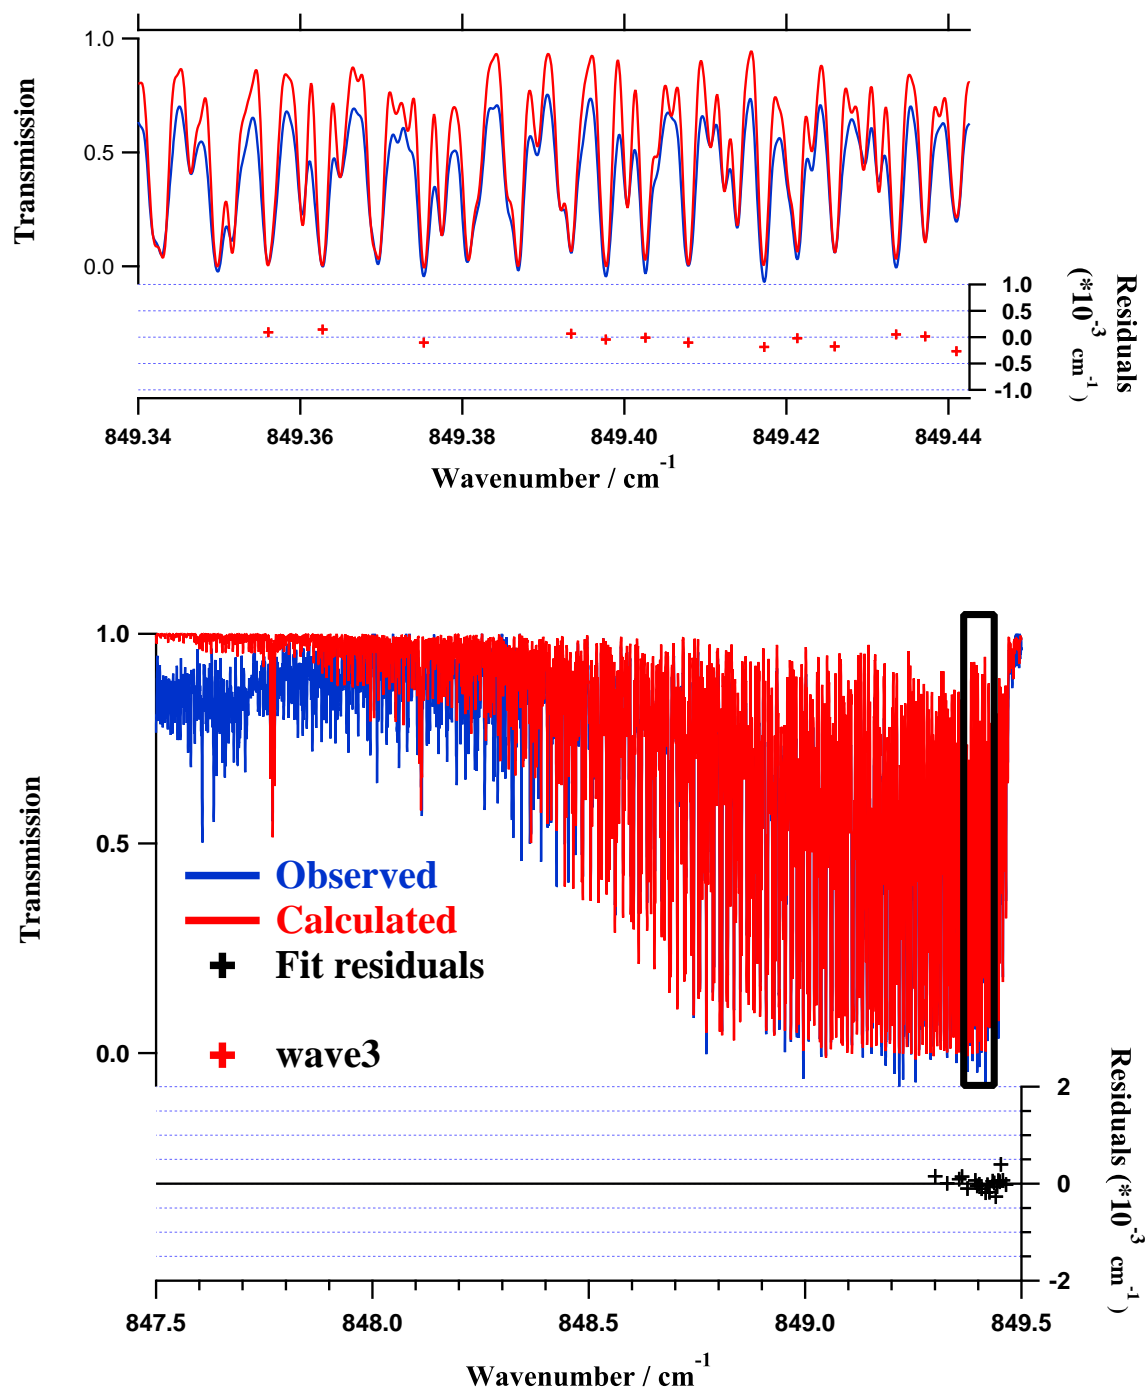 1.0
0.5
0.0
Transmission
1.0
0.5
0.0
-0.5
-1.0
Residuals
(*10-3 cm-1)
849.34 849.36 849.38 849.40 849.42 849.44
Wavenumber / cm-1
1.0
0.5
0.0
Transmission
Observed
Calculated
Fit residuals
wave3
2
0
-2
Residuals (*10-3 cm-1)
847.5 848.0 848.5 849.0 849.5
Wavenumber / cm-1